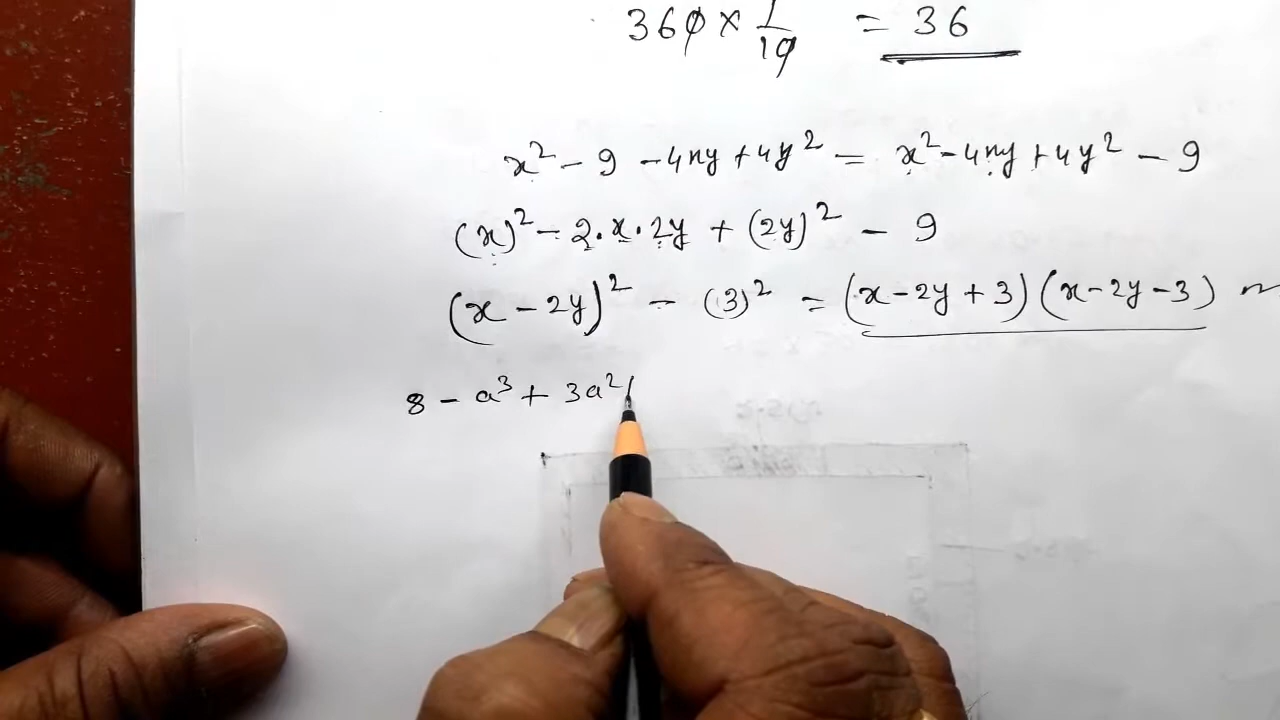 360 × 1/10 = 36
x² - 9 - 4xy + 4y² = x² - 4xy + 4y² - 9
(x)² - 2.x.2y + (2y)² - 9
(x - 2y)² - (3)² = (x - 2y + 3)(x - 2y - 3)
8 - a³ + 3a²